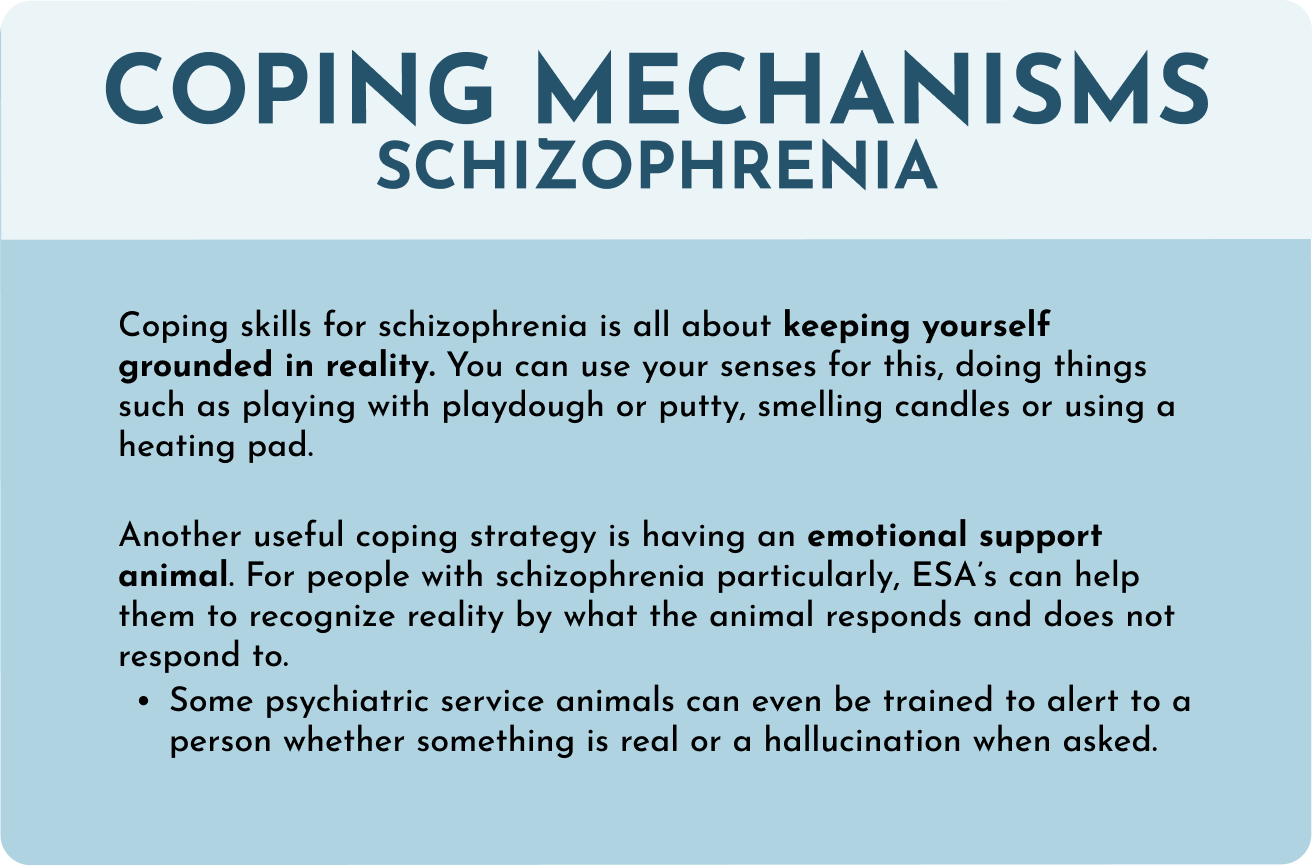 COPING MECHANISMS
SCHIZOPHRENIA
Coping skills for schizophrenia is all about keeping yourself
grounded in reality. You can use your senses for this, doing things
such as playing with playdough or putty, smelling candles or using a
heating pad.
Another useful coping strategy is having an emotional support
animal. For people with schizophrenia particularly, ESA's can help
them to recognize reality by what the animal responds and does not
respond to.
• Some psychiatric service animals can even be trained to alert to a
person whether something is real or a hallucination when asked.